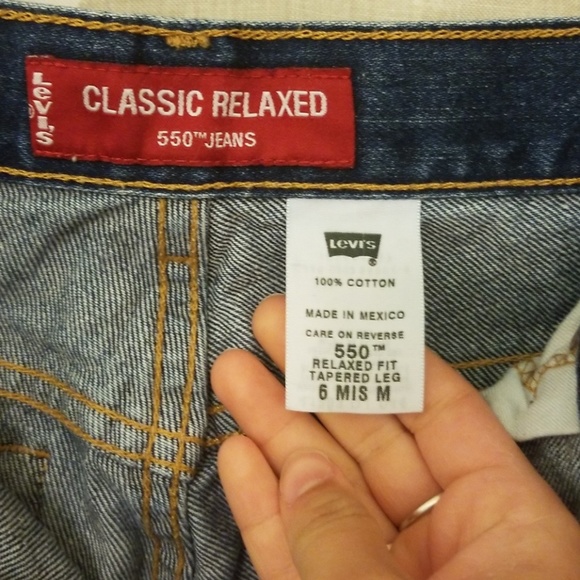 Levi's
®
CLASSIC RELAXED
550™ JEANS
Levi's
®
100% COTTON
MADE IN MEXICO
CARE ON REVERSE
550™
RELAXED FIT
TAPERED LEG
6 MIS M